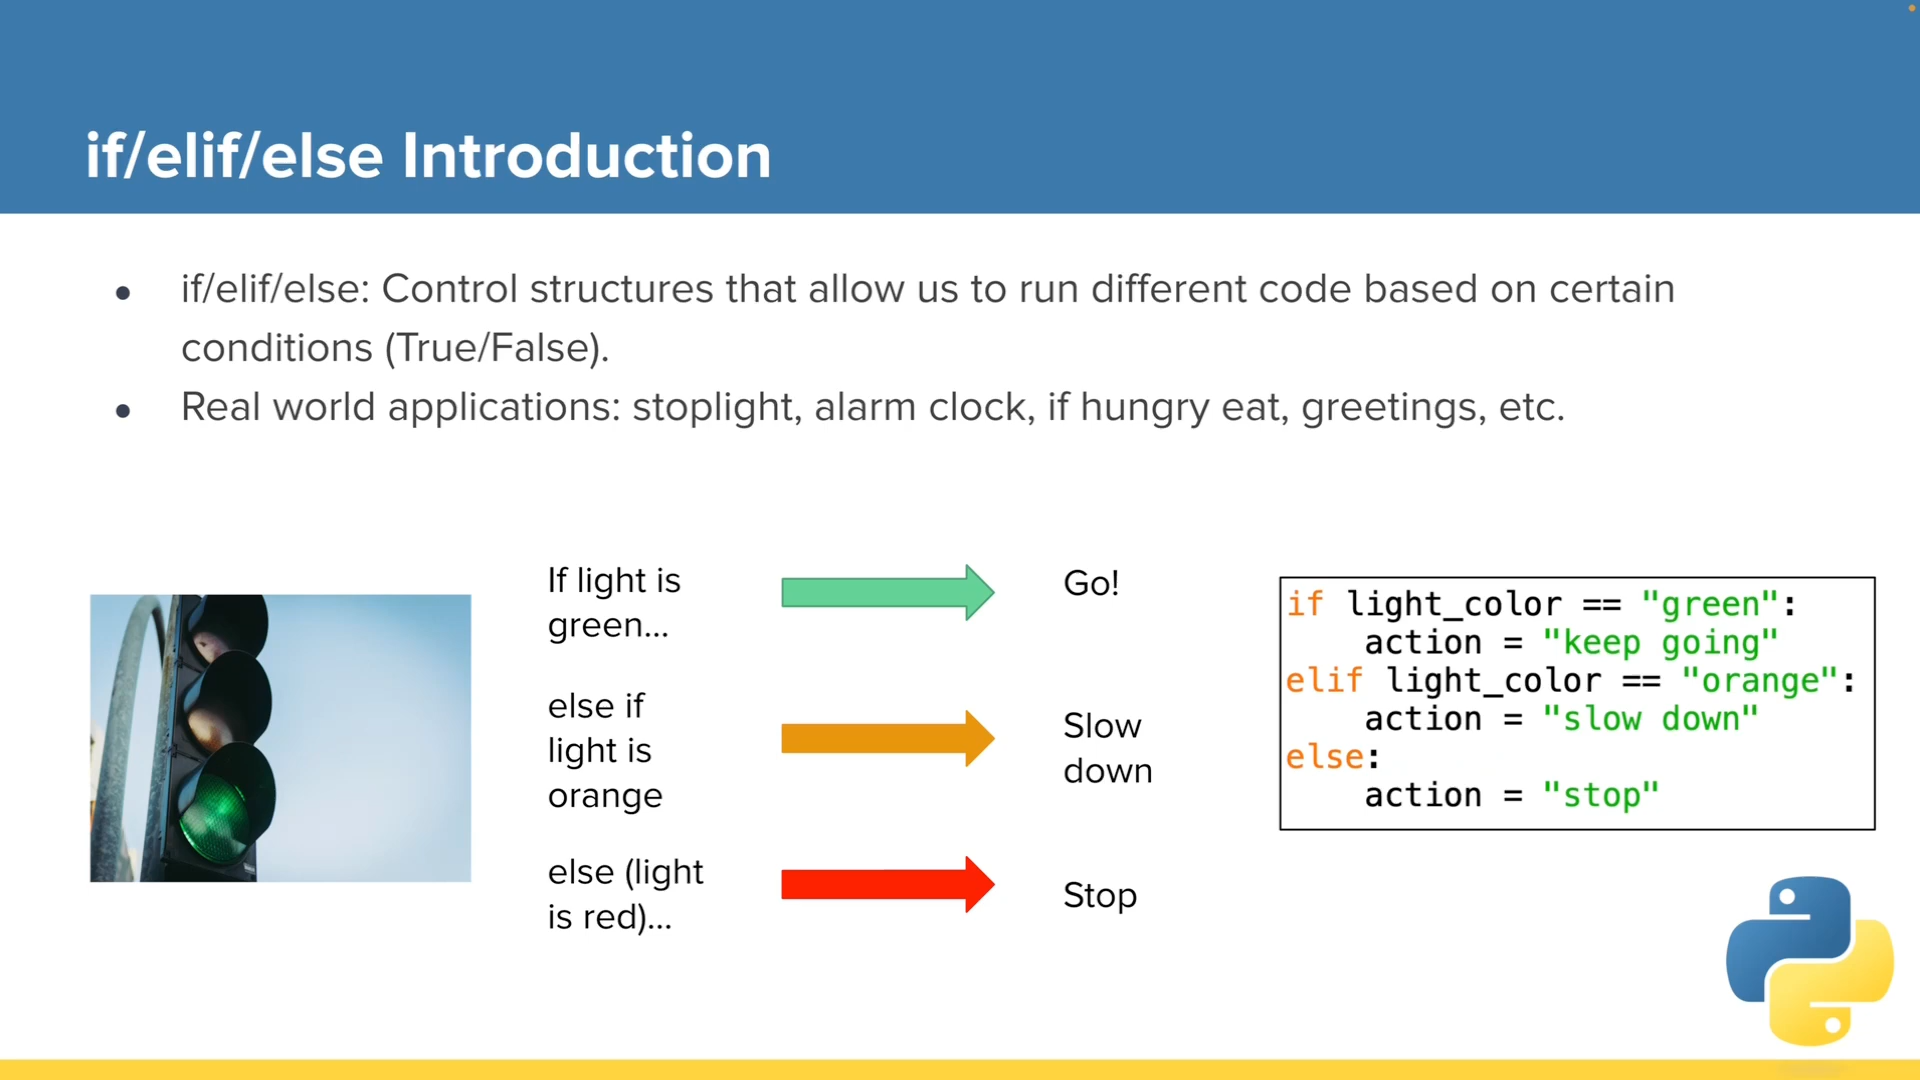 if/elif/else Introduction
● if/elif/else: Control structures that allow us to run different code based on certain
conditions (True/False).
● Real world applications: stoplight, alarm clock, if hungry eat, greetings, etc.
If light is
green...
Go!
else if
light is
orange
Slow
down
else (light
is red)...
Stop
if light_color == "green":
    action = "keep going"
elif light_color == "orange":
    action = "slow down"
else:
    action = "stop"